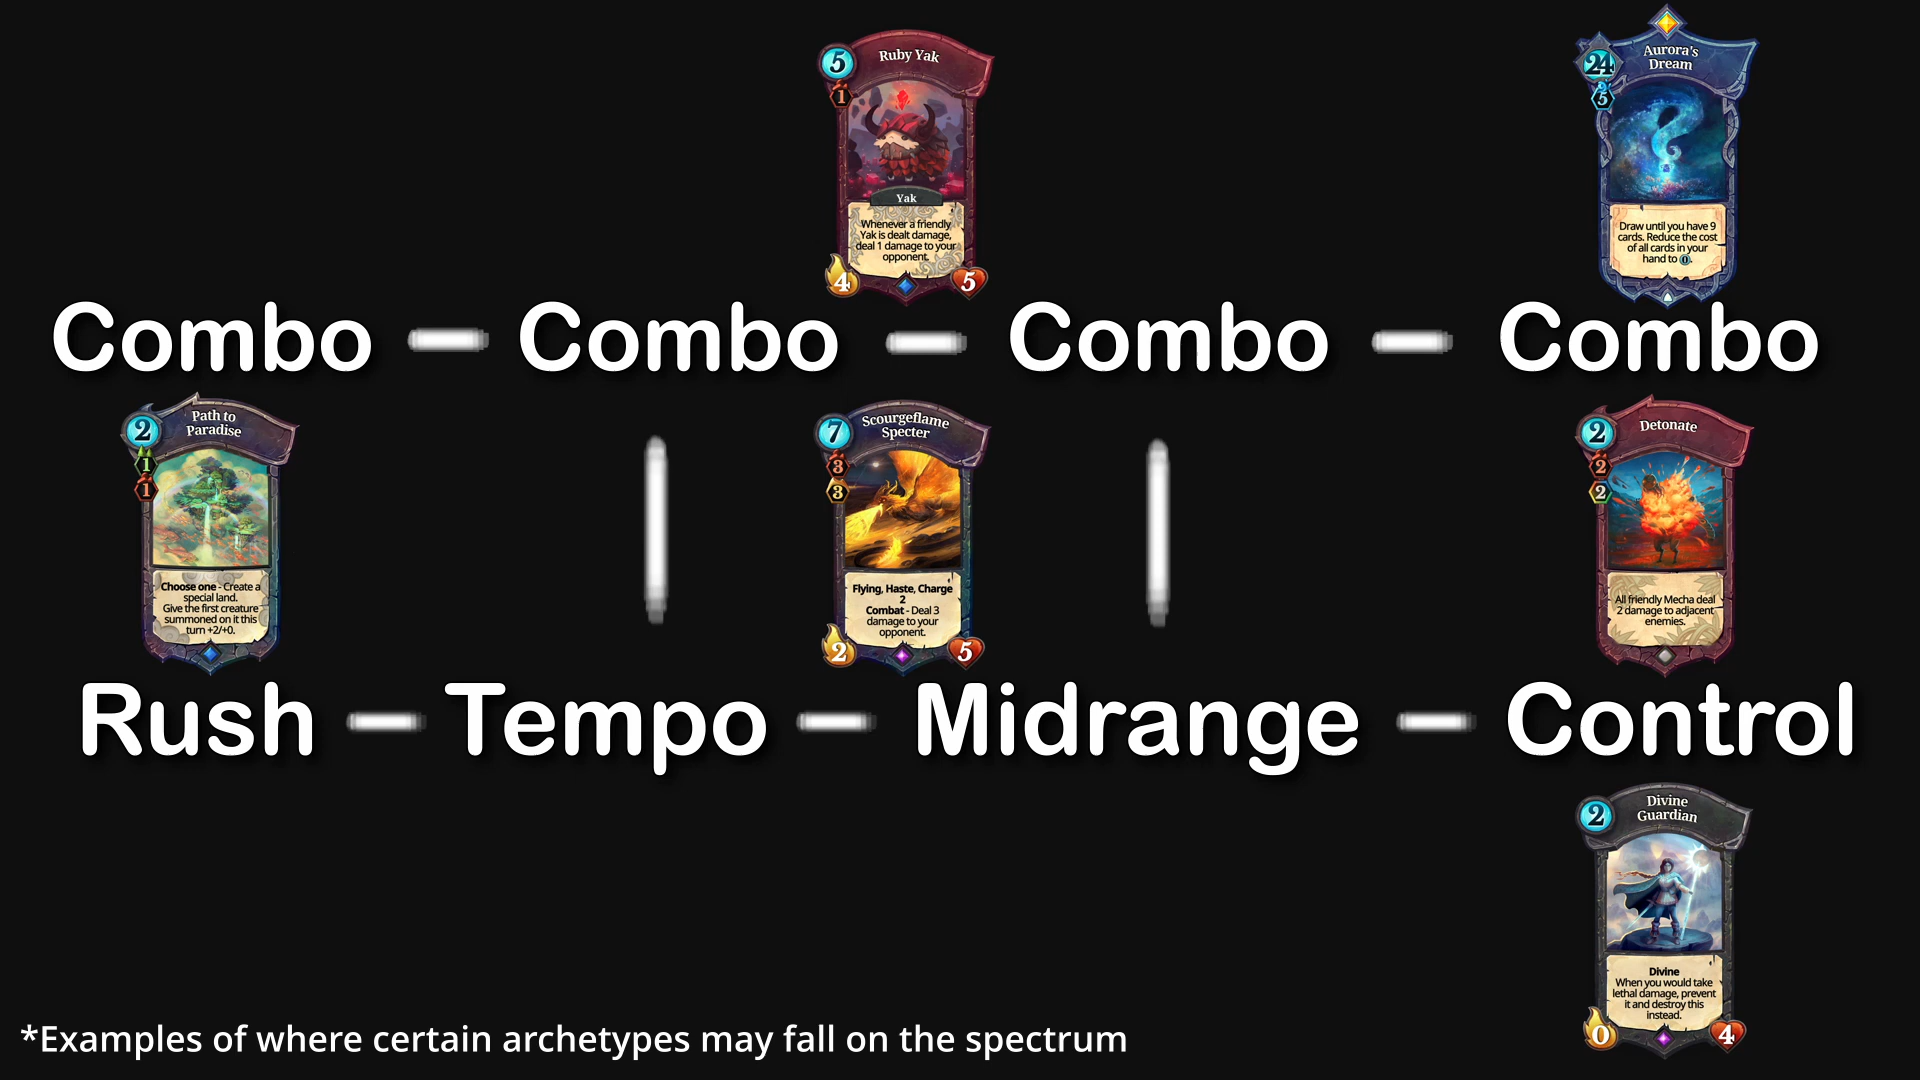 5
Ruby Yak
1
Yak
Whenever a friendly
Yak is dealt damage,
deal 1 damage to your
opponent.
4
5
24
Aurora's
Dream
5
Draw until you have 9
cards. Reduce the cost
of all cards in your
hand to 0.
Combo - Combo - Combo - Combo
2
Path to
Paradise
1
1
Choose one - Create a
special land.
Give the first creature
summoned on it this
turn +2/+0.
7
Scourgeflame
Specter
3
3
Flying, Haste, Charge
2
Combat - Deal 3
damage to your
opponent.
2
5
2
Detonate
2
2
All friendly Mecha deal
2 damage to adjacent
enemies.
Rush - Tempo - Midrange - Control
2
Divine
Guardian
Divine
When you would take
lethal damage, prevent
it and destroy this
instead.
0
4
*Examples of where certain archetypes may fall on the spectrum